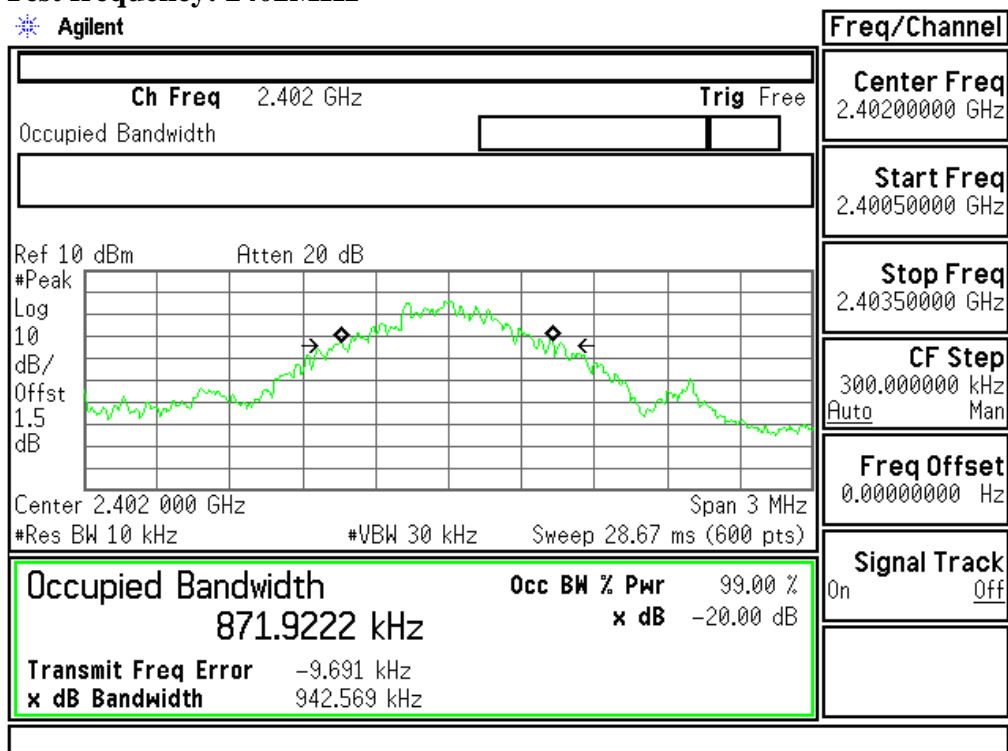 Test frequency: 2402MHz
Agilent
Freq/Channel
Ch Freq 2.402 GHz Trig Free
Occupied Bandwidth
Center Freq
2.40200000 GHz
Start Freq
2.40050000 GHz
Stop Freq
2.40350000 GHz
CF Step
300.000000 kHz
Auto Man
Freq Offset
0.00000000 Hz
Signal Track
On Off
Ref 10 dBm Atten 20 dB
#Peak
Log
10
dB/
Offst
1.5
dB
Center 2.402 000 GHz Span 3 MHz
#Res BW 10 kHz #VBW 30 kHz Sweep 28.67 ms (600 pts)
Occupied Bandwidth Occ BW % Pwr 99.00 %
871.9222 kHz x dB -20.00 dB
Transmit Freq Error -9.691 kHz
x dB Bandwidth 942.569 kHz